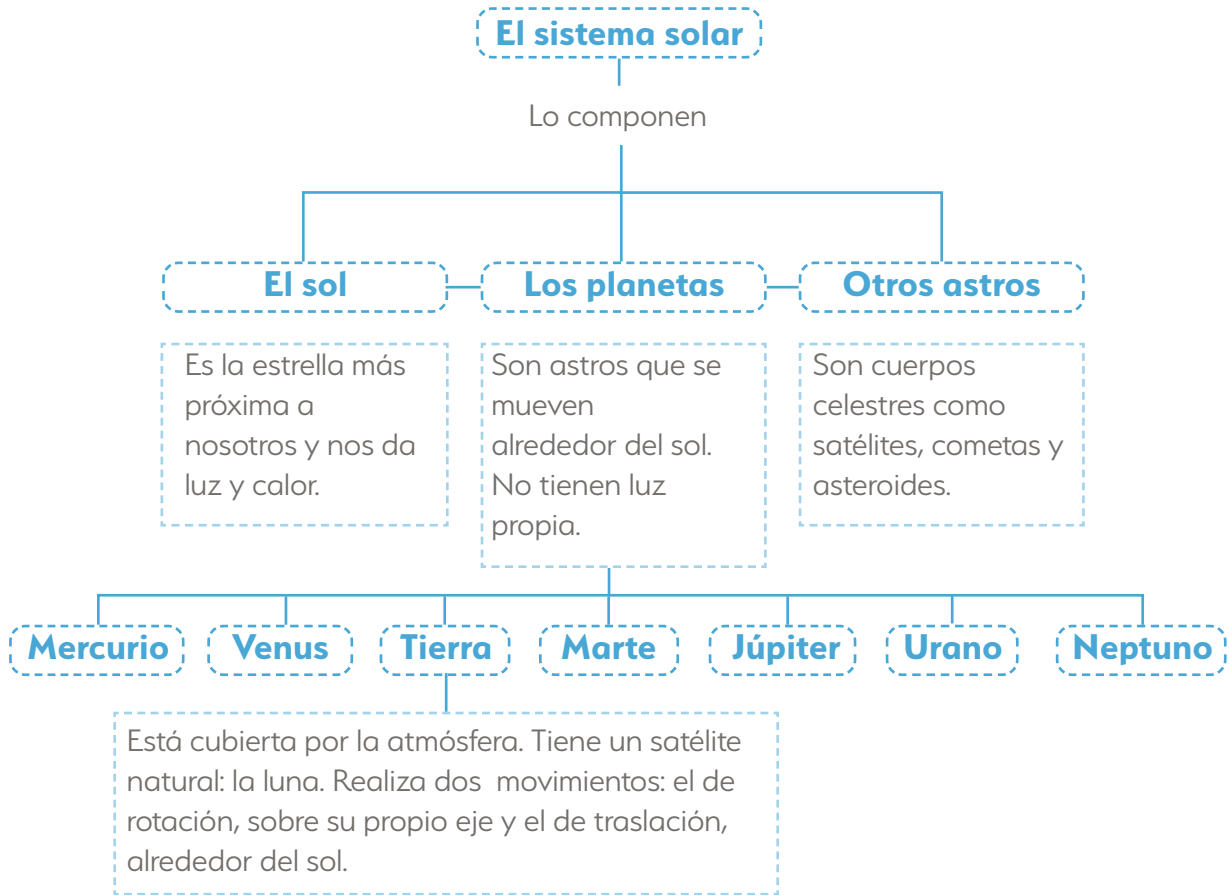 El sistema solar
Lo componen
El sol
Los planetas
Otros astros
Es la estrella más
próxima a
nosotros y nos da
luz y calor.
Son astros que se
mueven
alrededor del sol.
No tienen luz
propia.
Son cuerpos
celestres como
satélites, cometas y
asteroides.
Mercurio
Venus
Tierra
Marte
Júpiter
Urano
Neptuno
Está cubierta por la atmósfera. Tiene un satélite
natural: la luna. Realiza dos movimientos: el de
rotación, sobre su propio eje y el de traslación,
alrededor del sol.